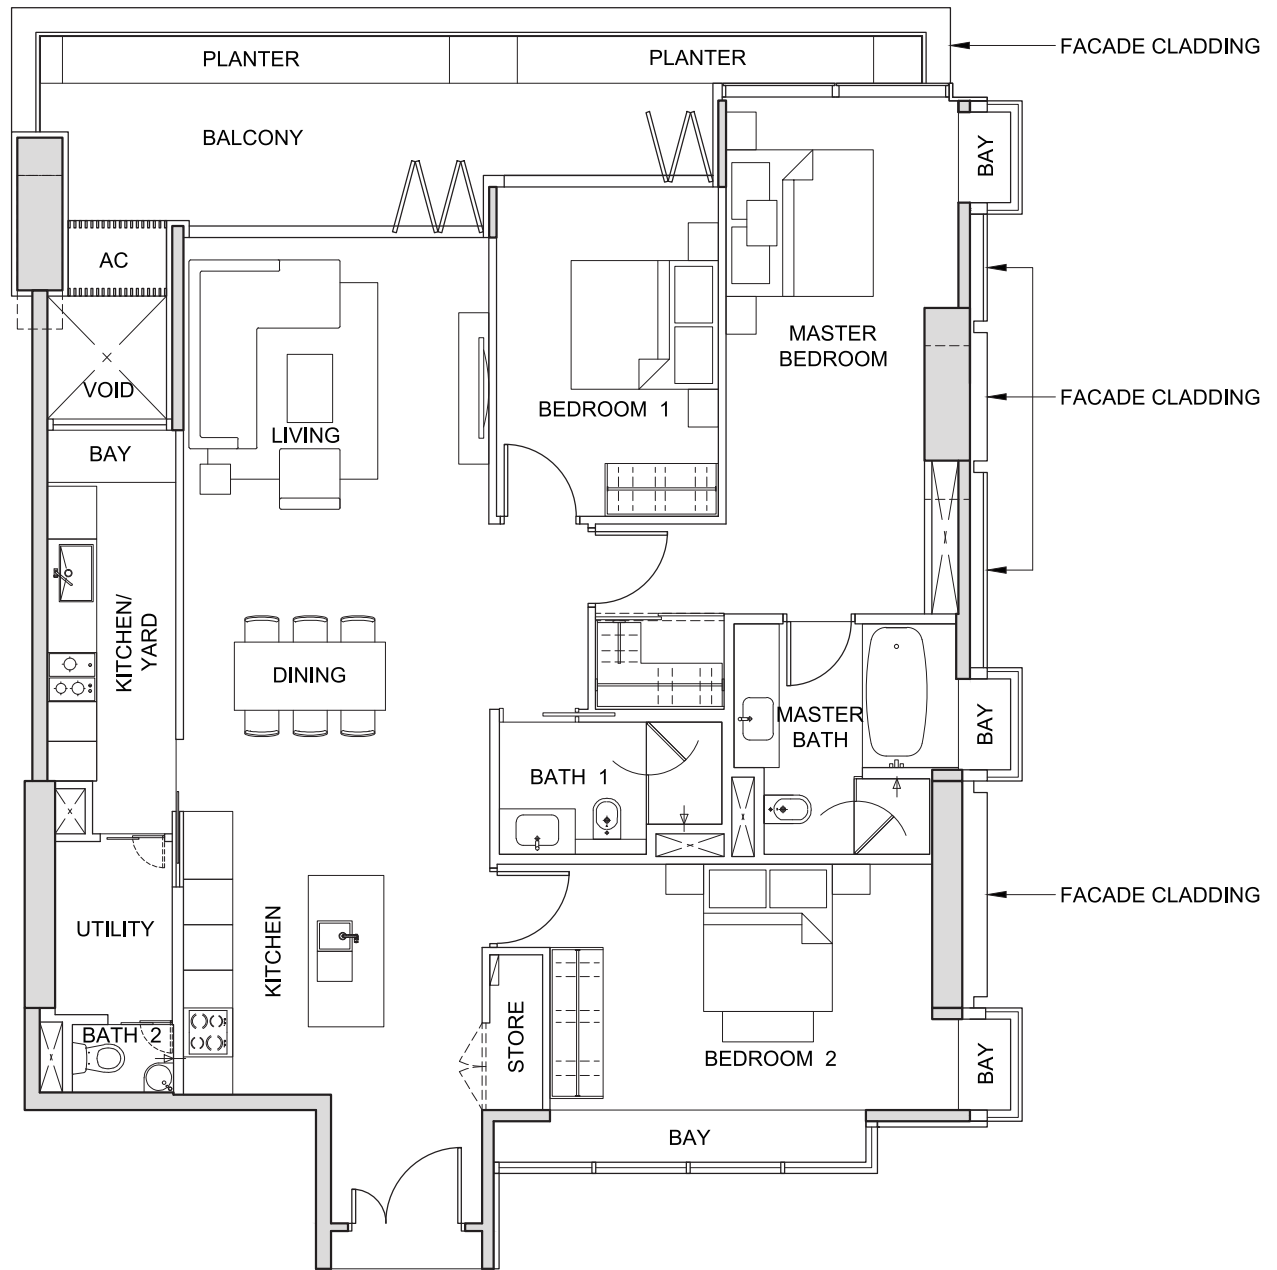 FACADE CLADDING
PLANTER
PLANTER
BALCONY
BAY
AC
MASTER
BEDROOM
VOID
FACADE CLADDING
BEDROOM 1
LIVING
BAY
KITCHEN/
YARD
DINING
MASTER
BATH
BAY
BATH 1
FACADE CLADDING
UTILITY
KITCHEN
BATH 2
STORE
BEDROOM 2
BAY
BAY